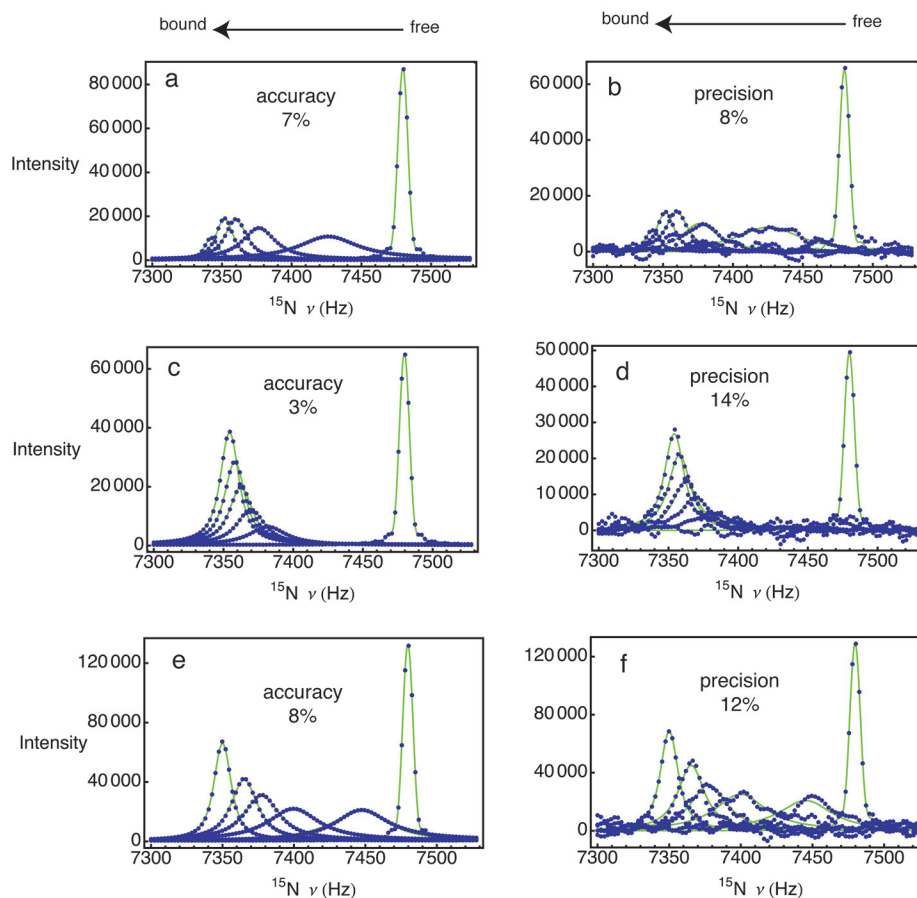 bound free
bound free
a
accuracy
7%
80 000
60 000
Intensity
40 000
20 000
0
7300 7350 7400 7450 7500
15N ν (Hz)
b
precision
8%
60 000
40 000
20 000
0
7300 7350 7400 7450 7500
15N ν (Hz)
c
accuracy
3%
60 000
40 000
Intensity
20 000
0
7300 7350 7400 7450 7500
15N ν (Hz)
d
precision
14%
50 000
40 000
30 000
20 000
10 000
0
7300 7350 7400 7450 7500
15N ν (Hz)
e
accuracy
8%
120 000
80 000
Intensity
40 000
0
7300 7350 7400 7450 7500
15N ν (Hz)
f
precision
12%
120 000
80 000
40 000
0
7300 7350 7400 7450 7500
15N ν (Hz)